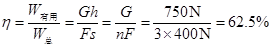 η = W有用/W总 = Gh/Fs = G/nF = 750N/3×400N = 62.5%